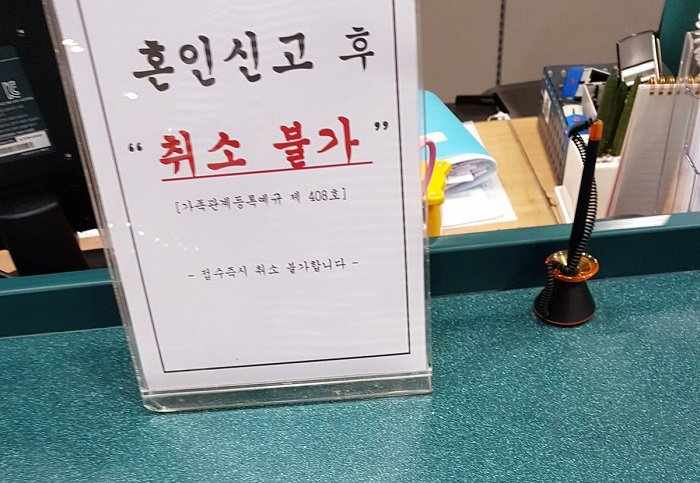 혼인신고 후
“취소 불가”
[가족관계등록예규 제 408호]
- 접수즉시 취소 불가합니다 -